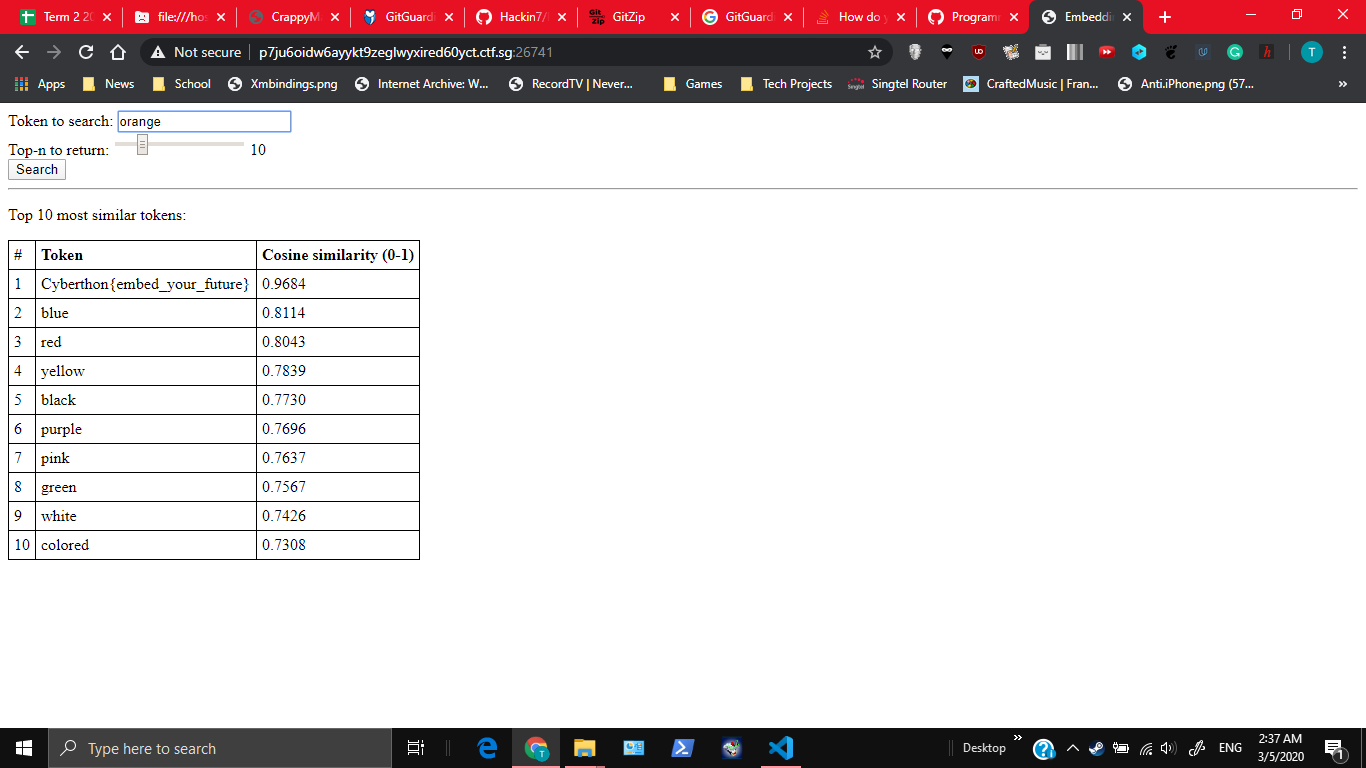 Term 2 20
file:///hos
CrappyM
GitGuardi
Hackin7/
GitZip
GitGuardi
How do y
Programm
Embeddi
Not secure
p7ju6oidw6ayykt9zeglwyxired60yct.ctf.sg:26741
T
Apps
News
School
Xmbindings.png
Internet Archive: W...
RecordTV | Never...
Games
Tech Projects
Singtel Router
CraftedMusic | Fran...
Anti.iPhone.png (57...
»
Token to search: orange
Top-n to return: 10
Search
Top 10 most similar tokens:
# Token Cosine similarity (0-1)
1 Cyberthon{embed_your_future} 0.9684
2 blue 0.8114
3 red 0.8043
4 yellow 0.7839
5 black 0.7730
6 purple 0.7696
7 pink 0.7637
8 green 0.7567
9 white 0.7426
10 colored 0.7308
Type here to search
Desktop »
ENG
2:37 AM
3/5/2020
1